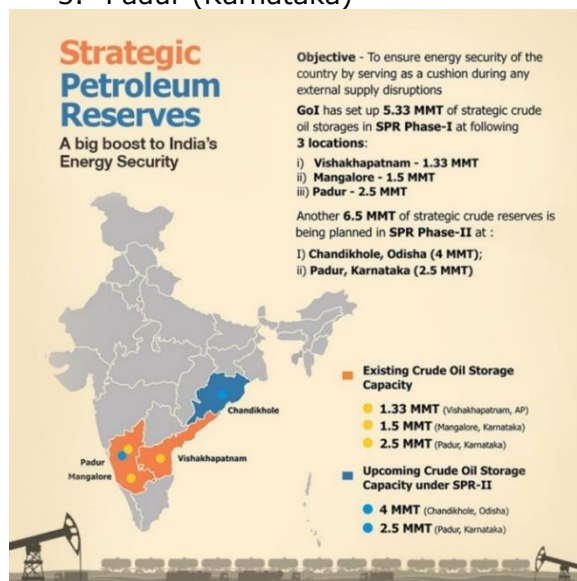 3. Padur (Karnataka)
Strategic
Petroleum
Reserves
A big boost to India's
Energy Security
Objective - To ensure energy security of the
country by serving as a cushion during any
external supply disruptions
GoI has set up 5.33 MMT of strategic crude
oil storages in SPR Phase-I at following
3 locations:
i) Vishakhapatnam - 1.33 MMT
ii) Mangalore - 1.5 MMT
iii) Padur - 2.5 MMT
Another 6.5 MMT of strategic crude reserves is
being planned in SPR Phase-II at :
I) Chandikhole, Odisha (4 MMT);
ii) Padur, Karnataka (2.5 MMT)
Chandikhole
Padur
Mangalore
Vishakhapatnam
Existing Crude Oil Storage
Capacity
1.33 MMT (Vishakhapatnam, AP)
1.5 MMT (Mangalore, Karnataka)
2.5 MMT (Padur, Karnataka)
Upcoming Crude Oil Storage
Capacity under SPR-II
4 MMT (Chandikhole, Odisha)
2.5 MMT (Padur, Karnataka)